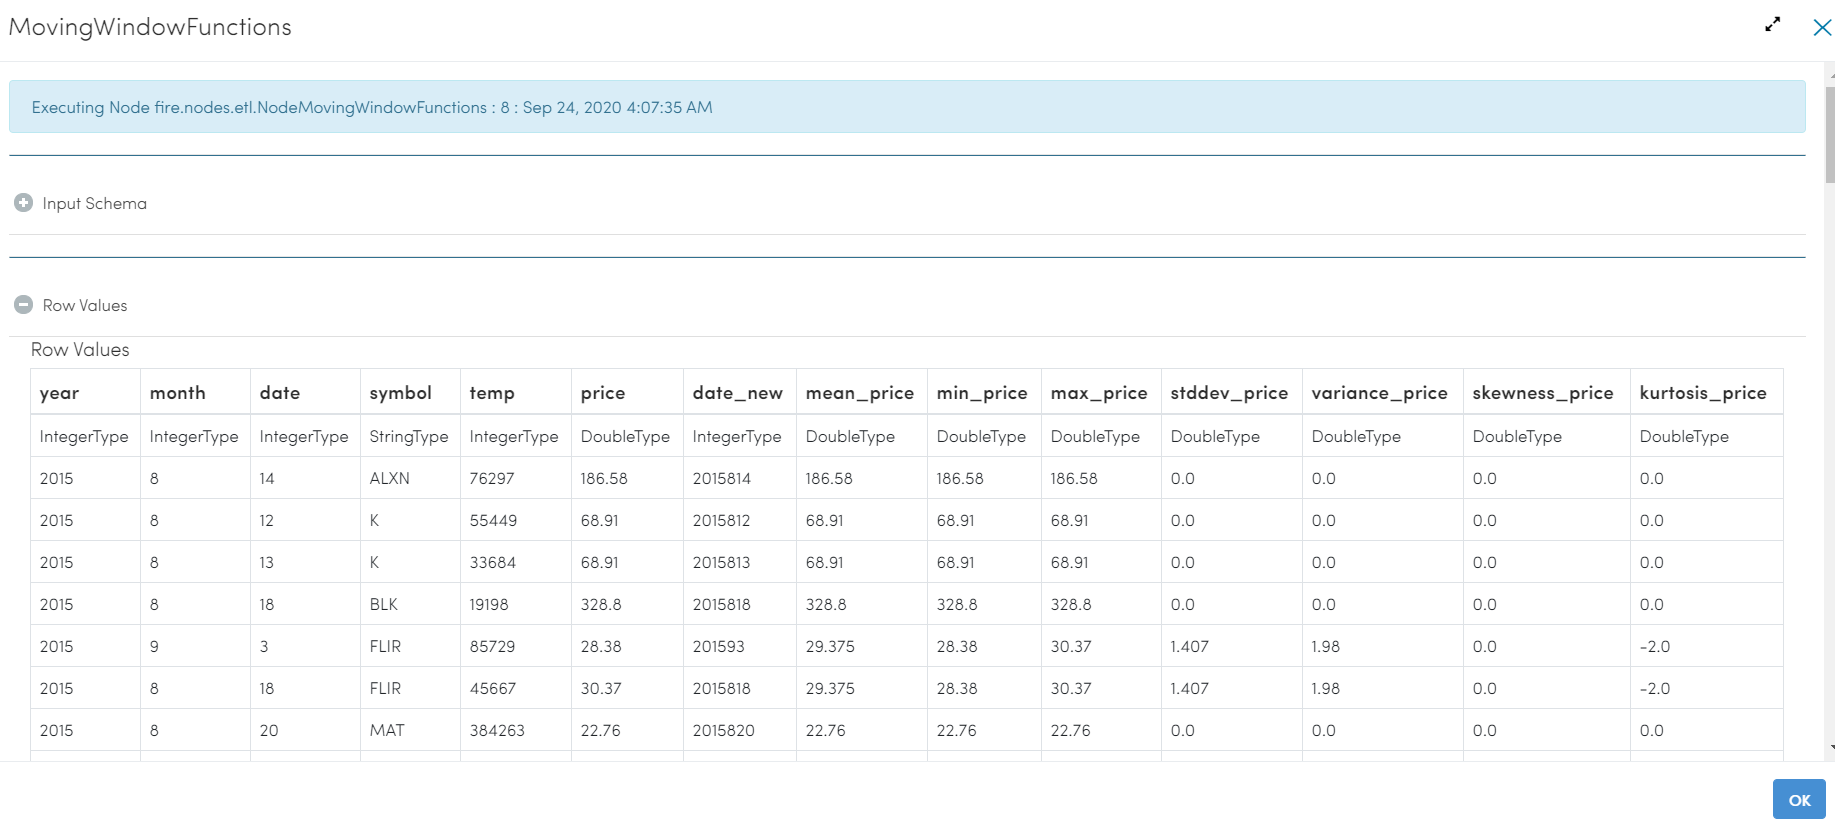 MovingWindowFunctions
Executing Node fire.nodes.etl.NodeMovingWindowFunctions : 8 : Sep 24, 2020 4:07:35 AM
Input Schema
Row Values
Row Values
year month date symbol temp price date_new mean_price min_price max_price stddev_price variance_price skewness_price kurtosis_price
IntegerType IntegerType IntegerType StringType IntegerType DoubleType IntegerType DoubleType DoubleType DoubleType DoubleType DoubleType DoubleType DoubleType
2015 8 14 ALXN 76297 186.58 2015814 186.58 186.58 186.58 0.0 0.0 0.0 0.0
2015 8 12 K 55449 68.91 2015812 68.91 68.91 68.91 0.0 0.0 0.0 0.0
2015 8 13 K 33684 68.91 2015813 68.91 68.91 68.91 0.0 0.0 0.0 0.0
2015 8 18 BLK 19198 328.8 2015818 328.8 328.8 328.8 0.0 0.0 0.0 0.0
2015 9 3 FLIR 85729 28.38 201593 29.375 28.38 30.37 1.407 1.98 0.0 -2.0
2015 8 18 FLIR 45667 30.37 2015818 29.375 28.38 30.37 1.407 1.98 0.0 -2.0
2015 8 20 MAT 384263 22.76 2015820 22.76 22.76 22.76 0.0 0.0 0.0 0.0
OK